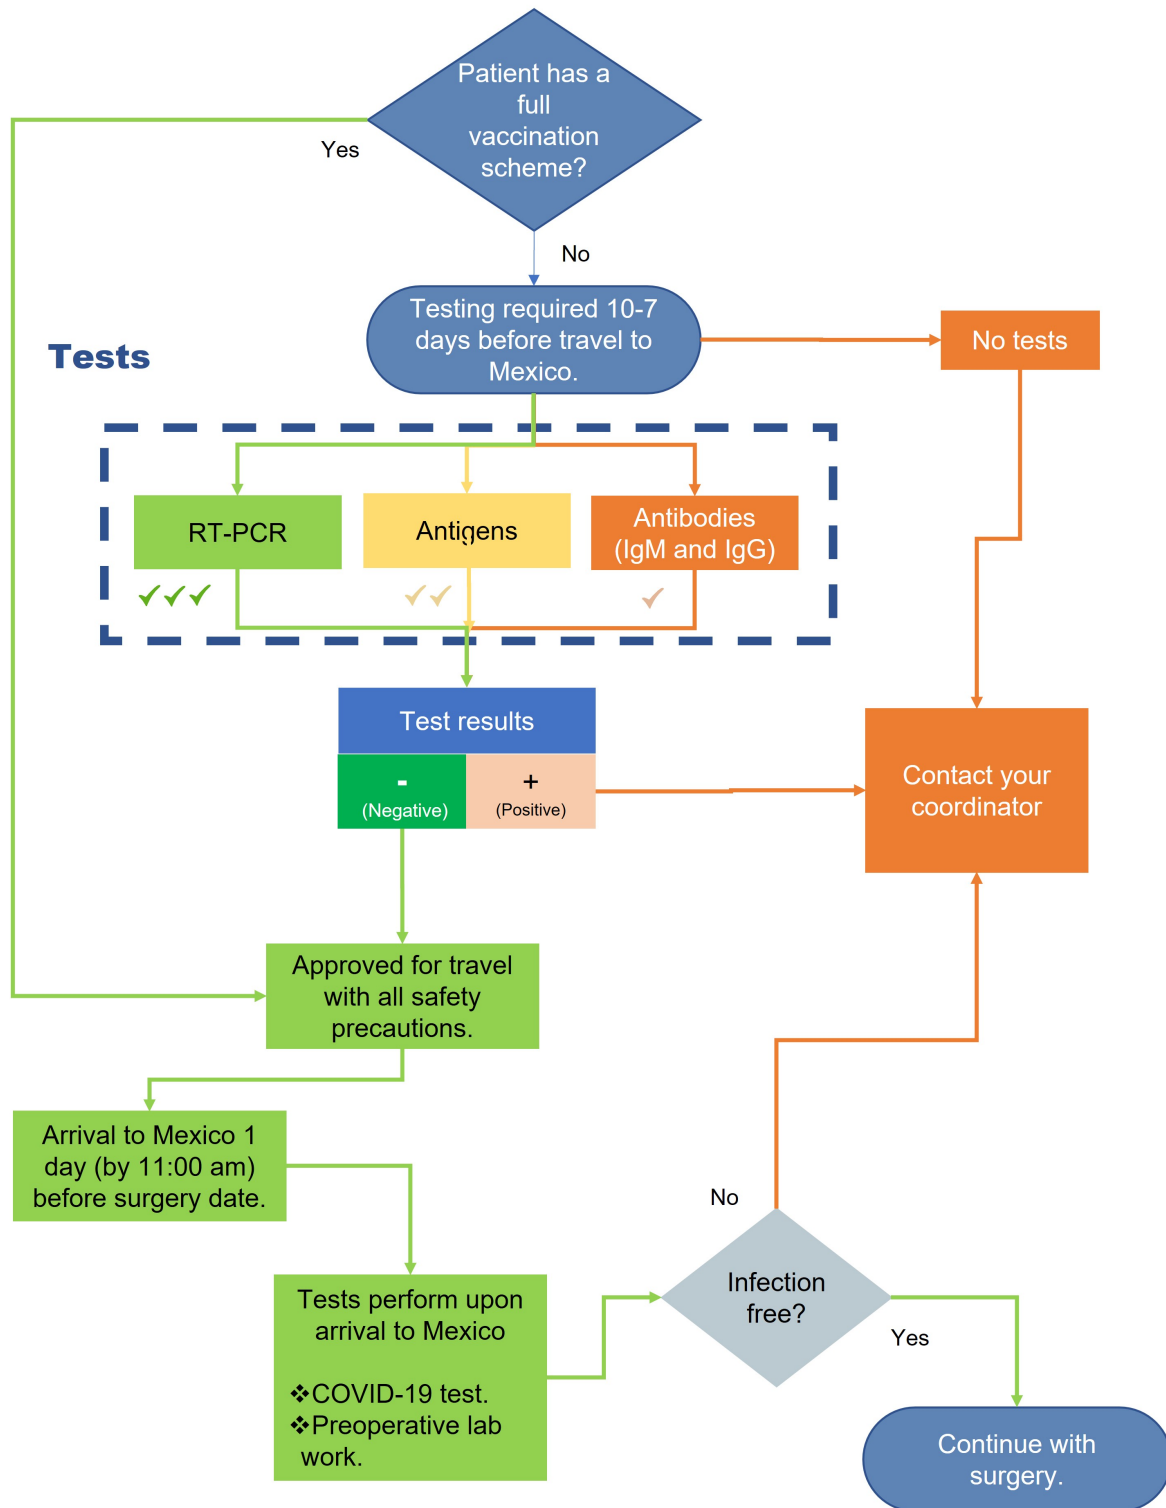 Patient has a
full
vaccination
scheme?
Yes
No
Testing required 10-7
days before travel to
Mexico.
No tests
Tests
RT-PCR
Antigens
Antibodies
(IgM and IgG)
Test results
-
(Negative)
+
(Positive)
Contact your
coordinator
Approved for travel
with all safety
precautions.
Arrival to Mexico 1
day (by 11:00 am)
before surgery date.
Tests perform upon
arrival to Mexico
❖COVID-19 test.
❖Preoperative lab
work.
No
Infection
free?
Yes
Continue with
surgery.